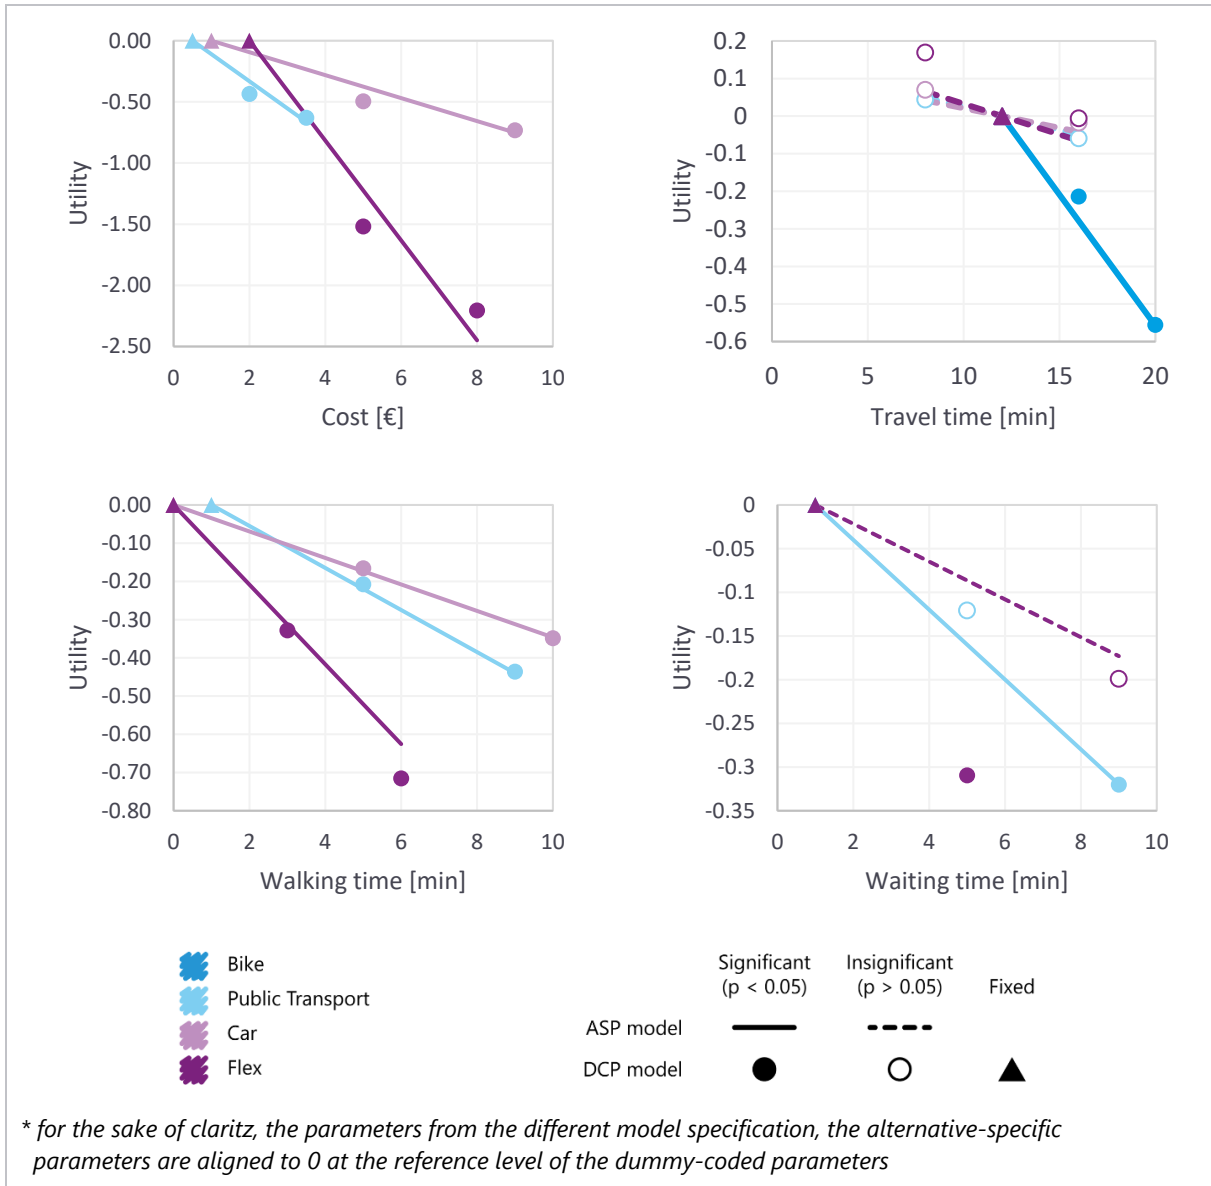 0.00
-0.50
-1.00
-1.50
-2.00
-2.50
Utility
0 2 4 6 8 10
Cost [€]
0.2
0.1
0
-0.1
-0.2
-0.3
-0.4
-0.5
-0.6
Utility
0 5 10 15 20
Travel time [min]
0.00
-0.10
-0.20
-0.30
-0.40
-0.50
-0.60
-0.70
-0.80
Utility
0 2 4 6 8 10
Walking time [min]
0
-0.05
-0.1
-0.15
-0.2
-0.25
-0.3
-0.35
Utility
0 2 4 6 8 10
Waiting time [min]
Bike
Public Transport
Car
Flex
Significant Insignificant
(p < 0.05) (p > 0.05) Fixed
ASP model
DCP model
* for the sake of claritz, the parameters from the different model specification, the alternative-specific
parameters are aligned to 0 at the reference level of the dummy-coded parameters